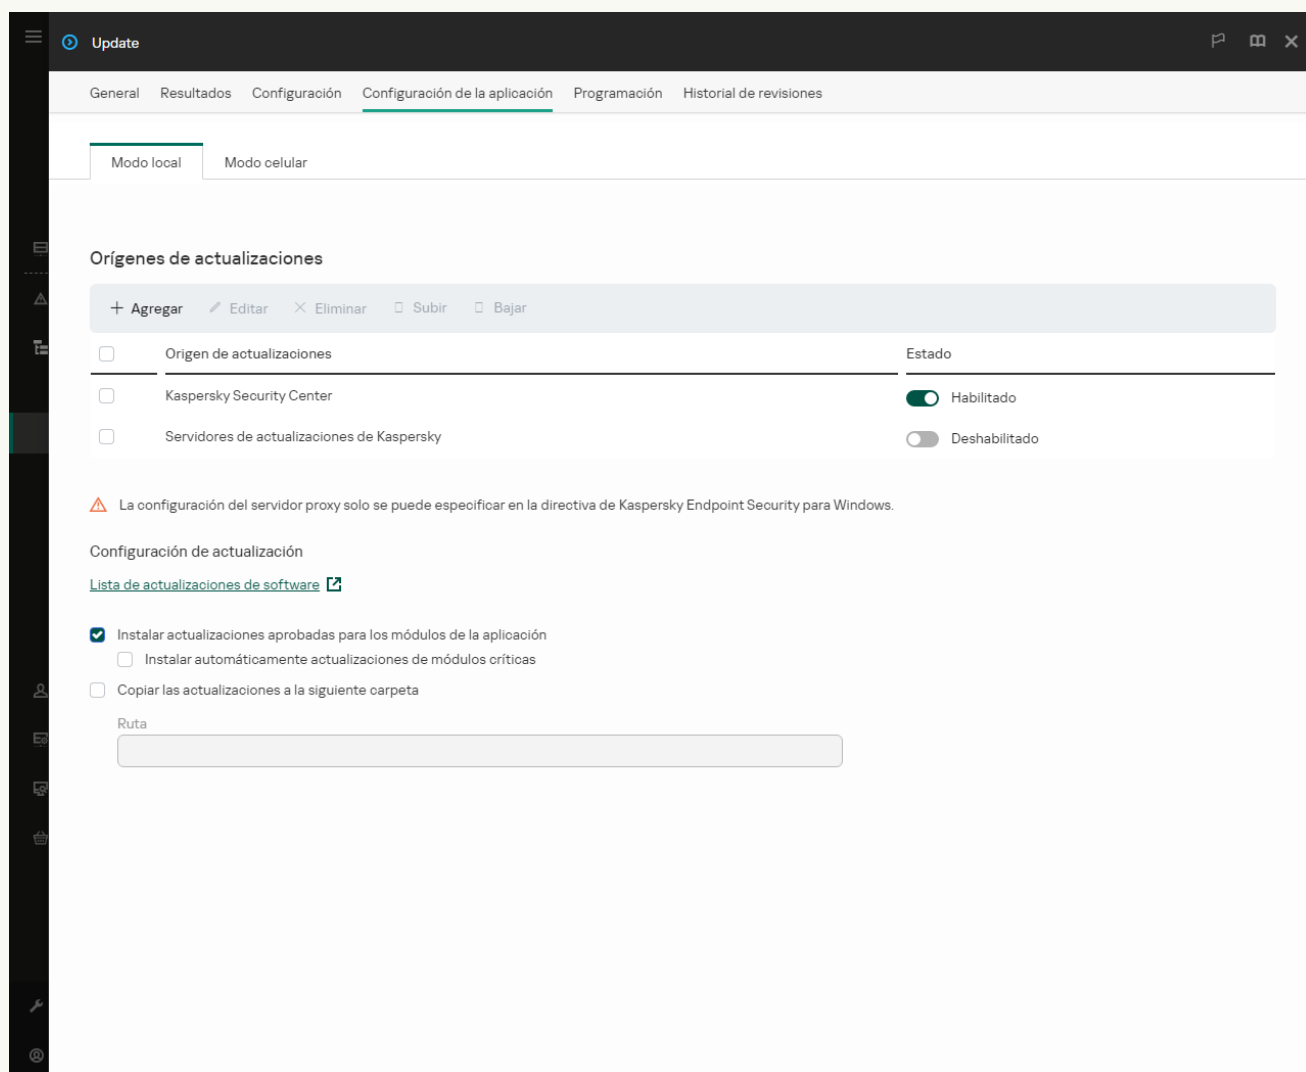 Update
General Resultados Configuración Configuración de la aplicación Programación Historial de revisiones
Modo local Modo celular
Orígenes de actualizaciones
+ Agregar Editar Eliminar Subir Bajar
Origen de actualizaciones Estado
Kaspersky Security Center Habilitado
Servidores de actualizaciones de Kaspersky Deshabilitado
La configuración del servidor proxy solo se puede especificar en la directiva de Kaspersky Endpoint Security para Windows.
Configuración de actualización
Lista de actualizaciones de software
Instalar actualizaciones aprobadas para los módulos de la aplicación
Instalar automáticamente actualizaciones de módulos críticas
Copiar las actualizaciones a la siguiente carpeta
Ruta